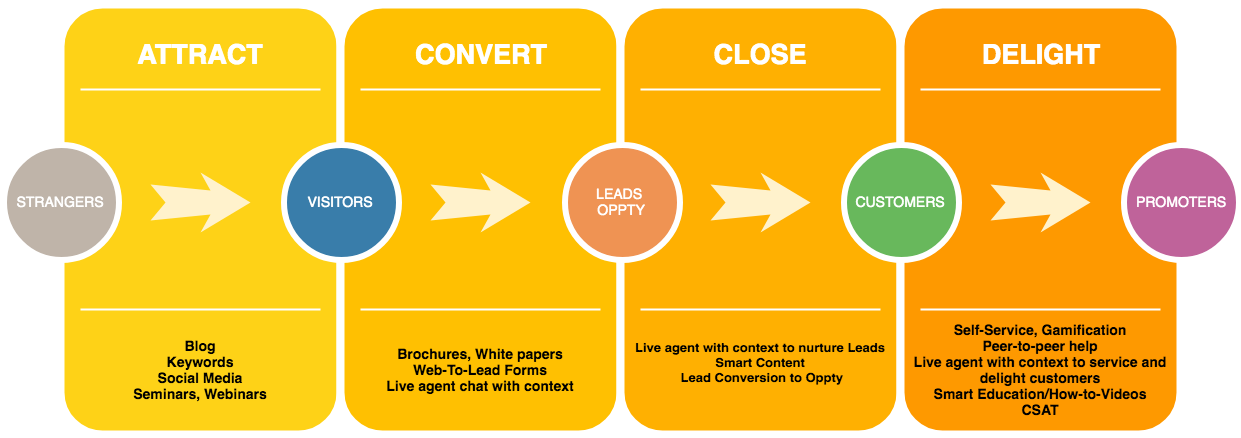 ATTRACT
CONVERT
CLOSE
DELIGHT
STRANGERS
VISITORS
LEADS
OPPTY
CUSTOMERS
PROMOTERS
Blog
Keywords
Social Media
Seminars, Webinars
Brochures, White papers
Web-To-Lead Forms
Live agent chat with context
Live agent with context to nurture Leads
Smart Content
Lead Conversion to Oppty
Self-Service, Gamification
Peer-to-peer help
Live agent with context to service and
delight customers
Smart Education/How-to-Videos
CSAT